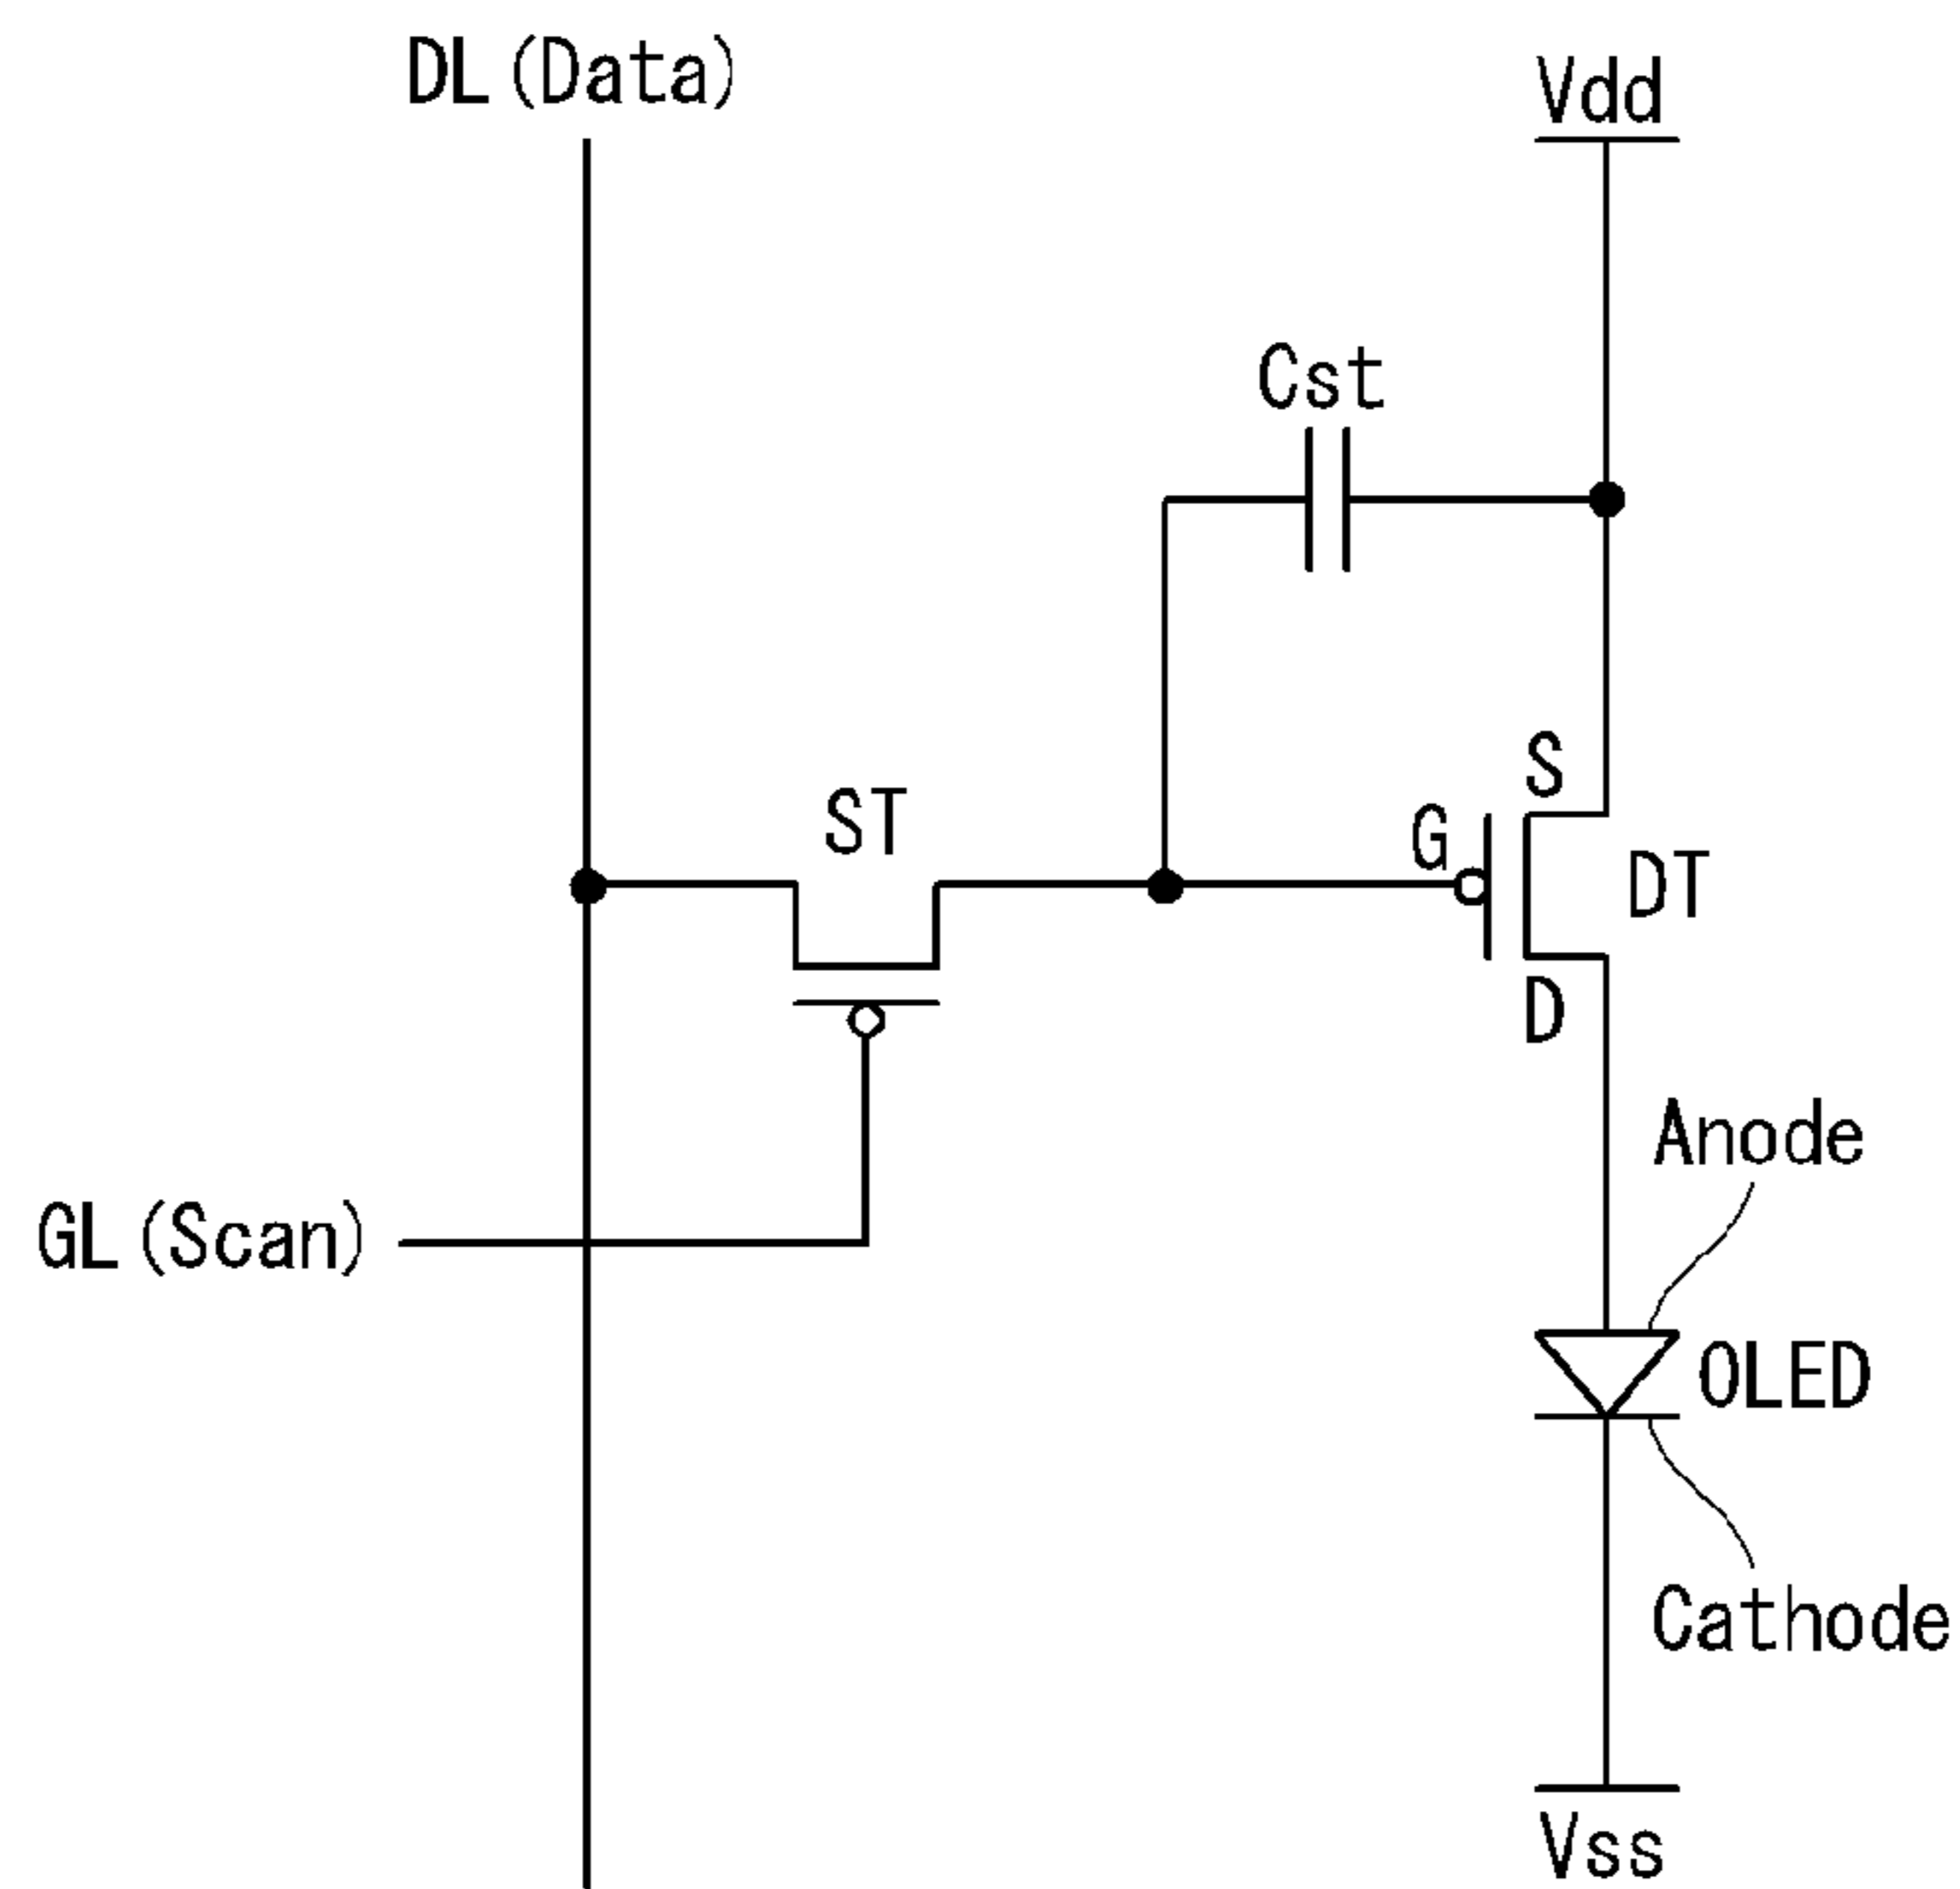 DL(Data)
Vdd
Cst
S
ST
G
DT
D
Anode
GL(Scan)
OLED
Cathode
Vss